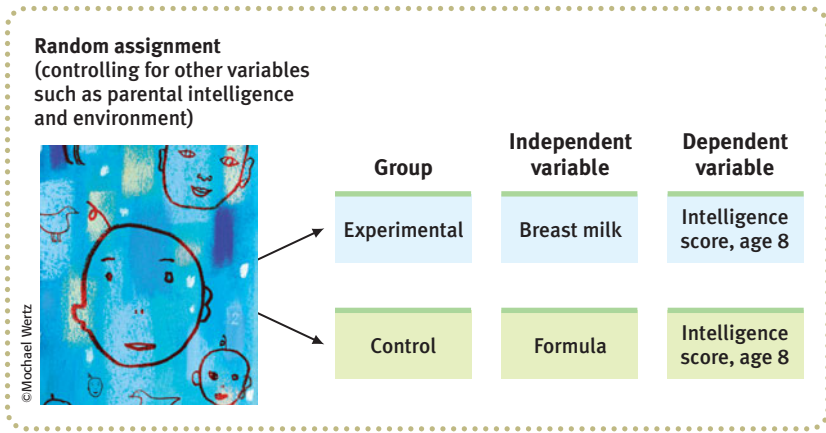 Random assignment
(controlling for other variables
such as parental intelligence
and environment)
Group
Independent
variable
Dependent
variable
Experimental
Breast milk
Intelligence
score, age 8
Control
Formula
Intelligence
score, age 8
©Mochael Wertz